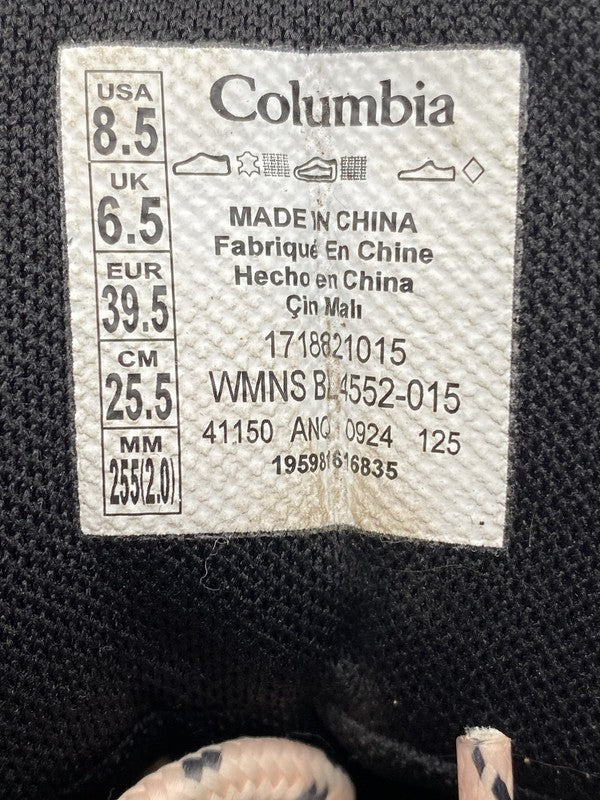 USA
8.5
UK
6.5
EUR
39.5
CM
25.5
MM
255(2.0)
Columbia
MADE IN CHINA
Fabriqué En Chine
Hecho en China
Çin Malı
1718821015
WMNS BL4552-015
41150 ANQ 0924 125
195981616835